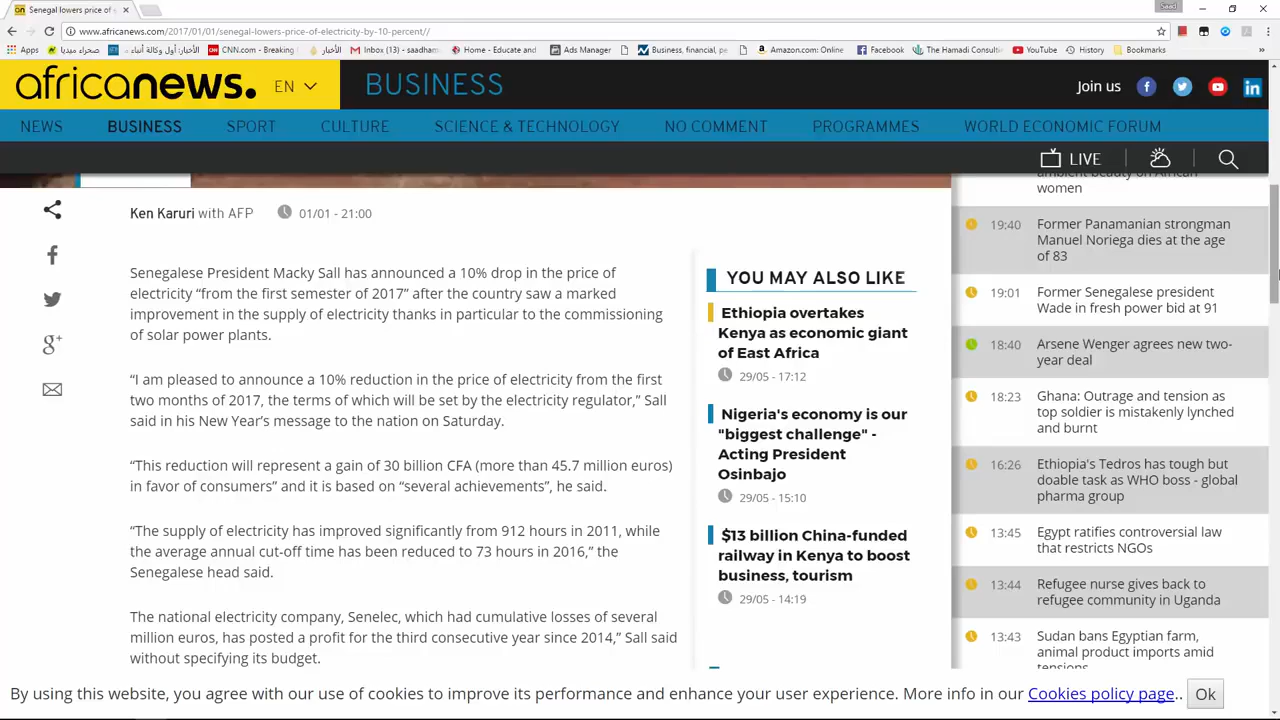 Senegal lowers price of e
Saad
www.africanews.com/2017/01/01/senegal-lowers-price-of-electricity-by-10-percent//
Apps
صحراء ميديا
الأخبار: أول وكالة أنباء
CNN.com - Breaking
الأخبار
Inbox (13) - saadham
Home - Educate and
Ads Manager
Business, financial, pe
Amazon.com: Online
Facebook
The Hamadi Consulti
YouTube
History
Bookmarks
africanews.
EN
BUSINESS
Join us
NEWS
BUSINESS
SPORT
CULTURE
SCIENCE & TECHNOLOGY
NO COMMENT
PROGRAMMES
WORLD ECONOMIC FORUM
LIVE
Ken Karuri with AFP
01/01 - 21:00
Senegalese President Macky Sall has announced a 10% drop in the price of
electricity “from the first semester of 2017” after the country saw a marked
improvement in the supply of electricity thanks in particular to the commissioning
of solar power plants.
“I am pleased to announce a 10% reduction in the price of electricity from the first
two months of 2017, the terms of which will be set by the electricity regulator,” Sall
said in his New Year’s message to the nation on Saturday.
“This reduction will represent a gain of 30 billion CFA (more than 45.7 million euros)
in favor of consumers” and it is based on “several achievements”, he said.
“The supply of electricity has improved significantly from 912 hours in 2011, while
the average annual cut-off time has been reduced to 73 hours in 2016,” the
Senegalese head said.
The national electricity company, Senelec, which had cumulative losses of several
million euros, has posted a profit for the third consecutive year since 2014,” Sall said
without specifying its budget.
YOU MAY ALSO LIKE
Ethiopia overtakes
Kenya as economic giant
of East Africa
29/05 - 17:12
Nigeria's economy is our
"biggest challenge" -
Acting President
Osinbajo
29/05 - 15:10
$13 billion China-funded
railway in Kenya to boost
business, tourism
29/05 - 14:19
ambient beauty on African
women
19:40
Former Panamanian strongman
Manuel Noriega dies at the age
of 83
19:01
Former Senegalese president
Wade in fresh power bid at 91
18:40
Arsene Wenger agrees new two-
year deal
18:23
Ghana: Outrage and tension as
top soldier is mistakenly lynched
and burnt
16:26
Ethiopia's Tedros has tough but
doable task as WHO boss - global
pharma group
13:45
Egypt ratifies controversial law
that restricts NGOs
13:44
Refugee nurse gives back to
refugee community in Uganda
13:43
Sudan bans Egyptian farm,
animal product imports amid
tensions
By using this website, you agree with our use of cookies to improve its performance and enhance your user experience. More info in our Cookies policy page..
Ok